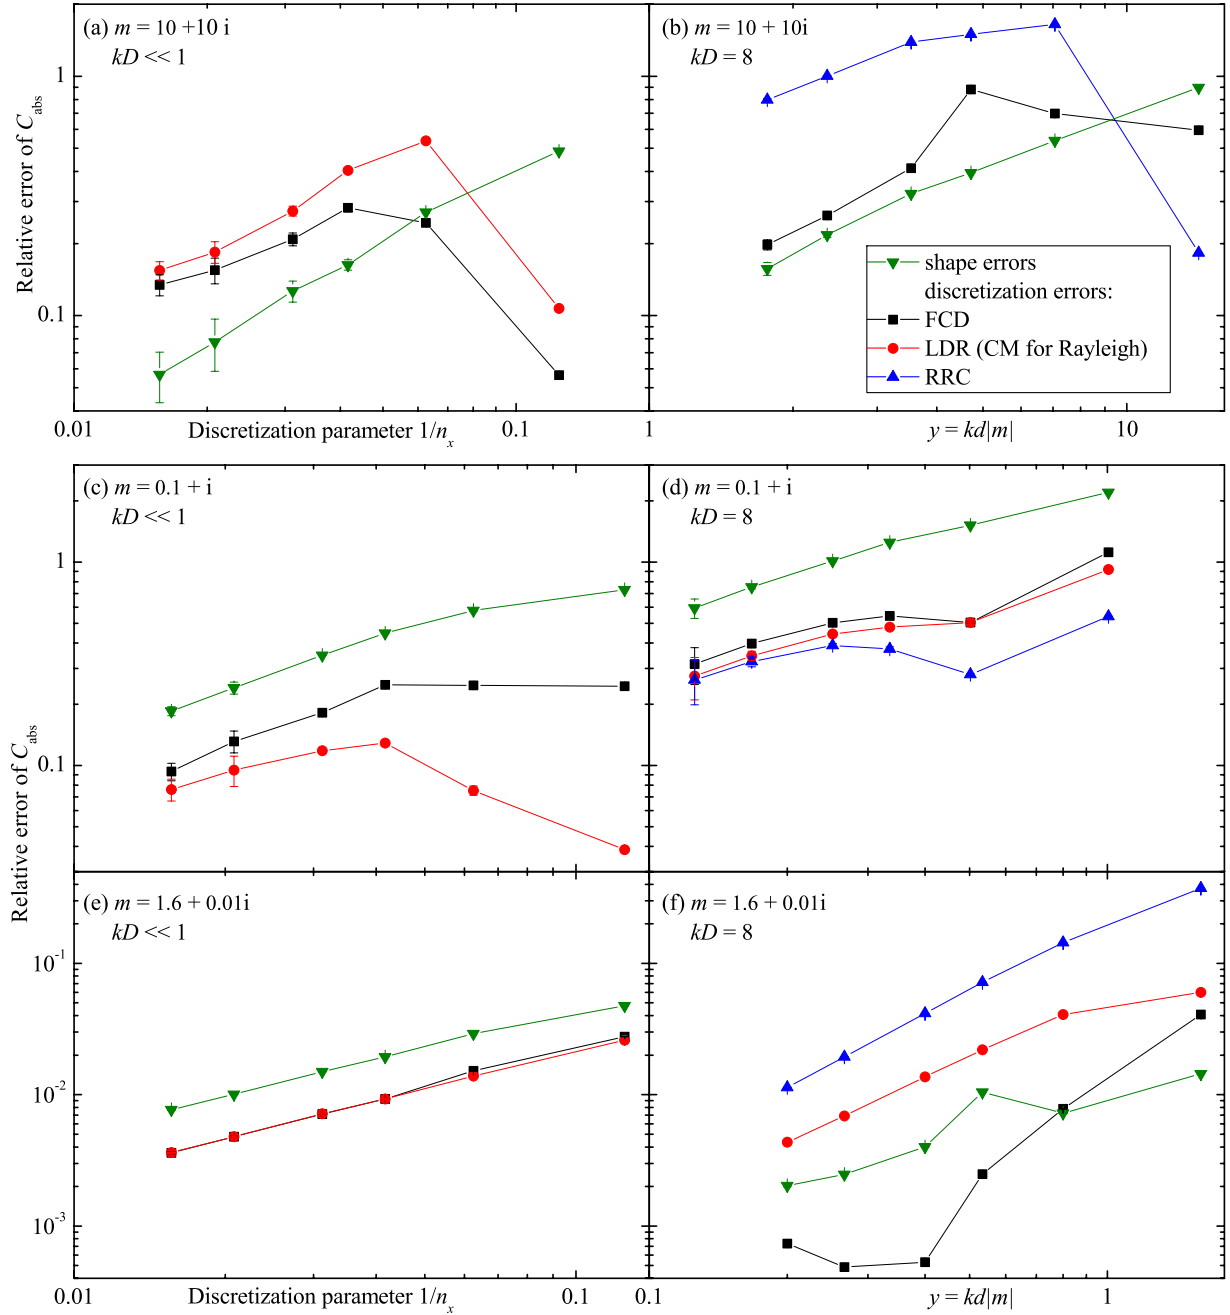 (a) m = 10 +10 i
kD << 1
(b) m = 10 + 10i
kD = 8
Relative error of C_abs
1
0.1
shape errors
discretization errors:
FCD
LDR (CM for Rayleigh)
RRC
0.01
Discretization parameter 1/n_x
0.1
1
y = kd|m|
10
(c) m = 0.1 + i
kD << 1
(d) m = 0.1 + i
kD = 8
1
0.1
Relative error of C_abs
(e) m = 1.6 + 0.01i
kD << 1
(f) m = 1.6 + 0.01i
kD = 8
10^-1
10^-2
10^-3
0.01
Discretization parameter 1/n_x
0.1
0.1
y = kd|m|
1